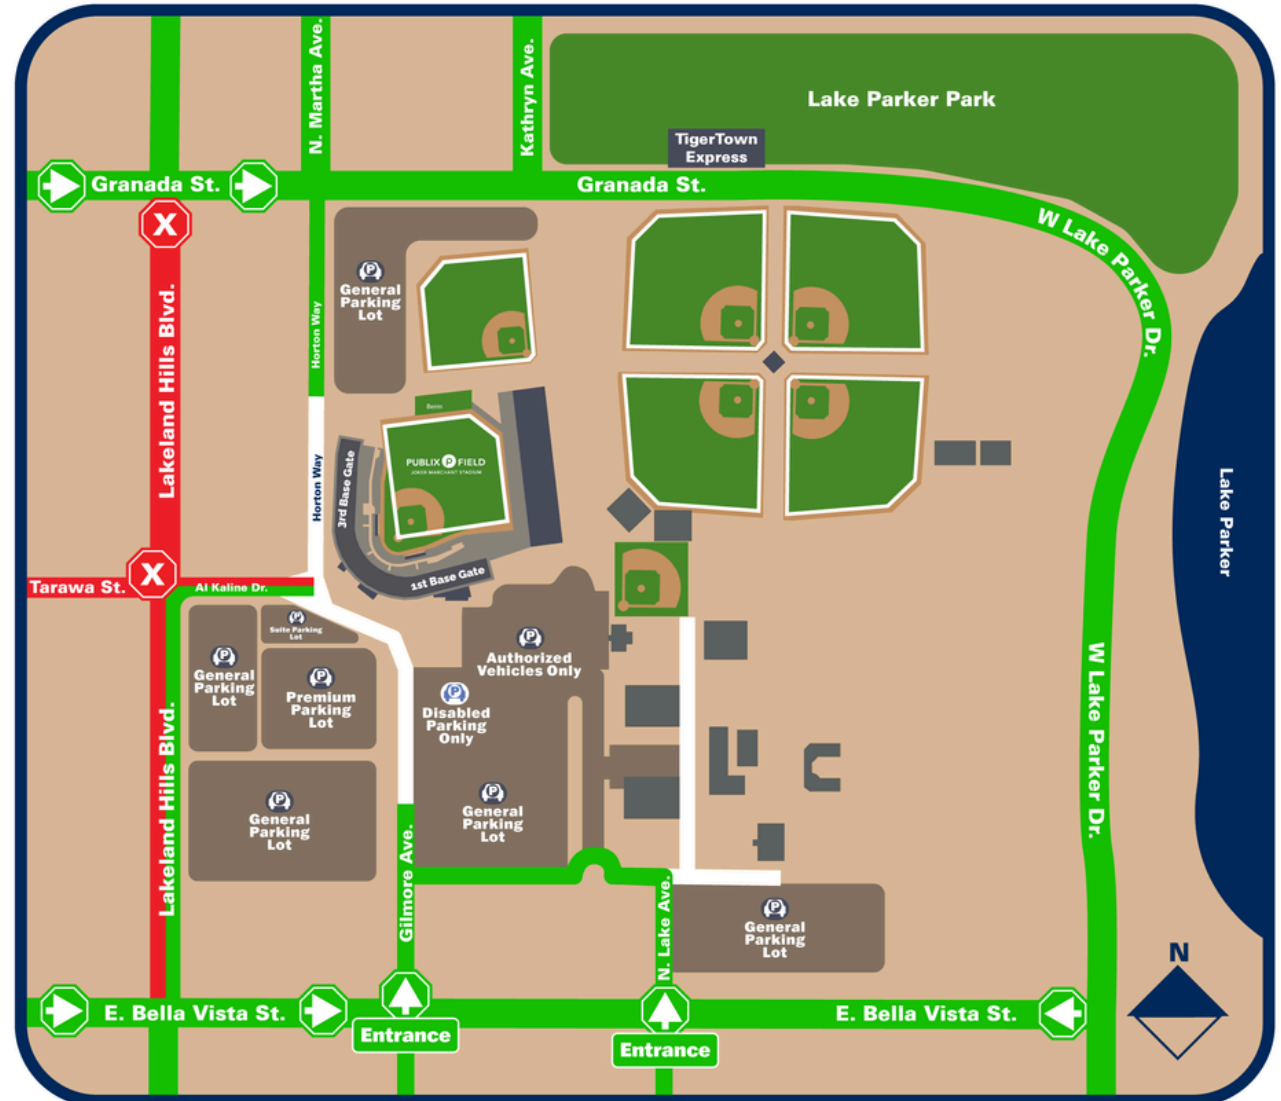 N. Martha Ave.
Kathryn Ave.
Lake Parker Park
TigerTown
Express
Granada St.
Granada St.
W Lake Parker Dr.
X
Lakeland Hills Blvd.
Horton Way
P
General
Parking
Lot
Berm
PUBLIX P FIELD
JOKER MARCHANT STADIUM
Horton Way
3rd Base Gate
1st Base Gate
Lake Parker
Tarawa St.
X
Al Kaline Dr.
P
Suite Parking
Lot
P
General
Parking
Lot
P
Premium
Parking
Lot
P
Authorized
Vehicles Only
P
Disabled
Parking
Only
W Lake Parker Dr.
Lakeland Hills Blvd.
P
General
Parking
Lot
P
General
Parking
Lot
Gilmore Ave.
N. Lake Ave.
P
General
Parking
Lot
N
E. Bella Vista St.
E. Bella Vista St.
Entrance
Entrance